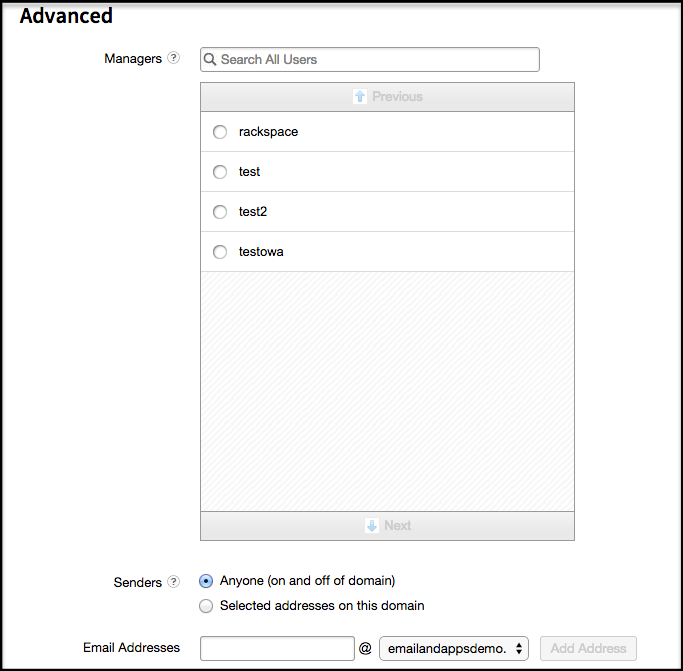 Advanced
Managers ? Search All Users
Previous
rackspace
test
test2
testowa
Next
Senders ? Anyone (on and off of domain)
Selected addresses on this domain
Email Addresses @ emailandappsdemo. Add Address